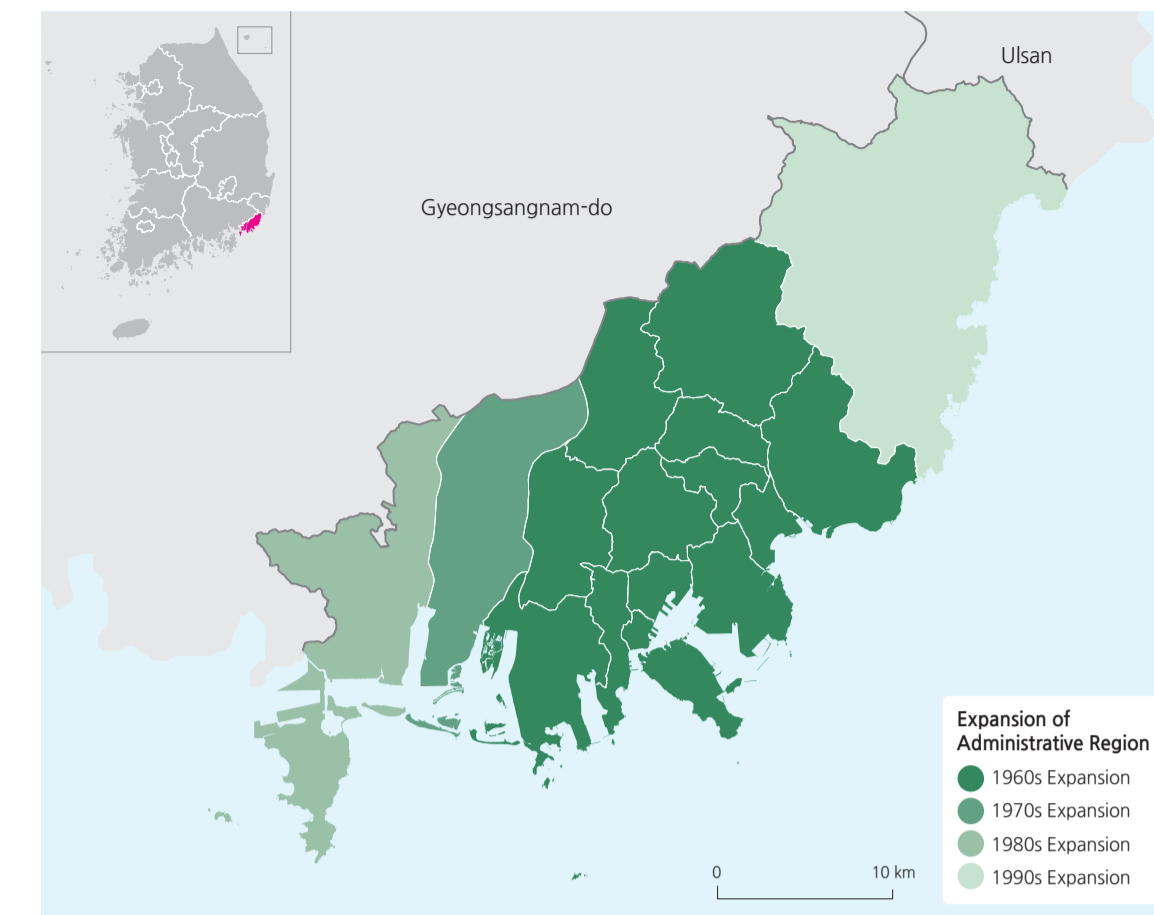 Ulsan
Gyeongsangnam-do
Expansion of
Administrative Region
1960s Expansion
1970s Expansion
1980s Expansion
1990s Expansion
0 10 km